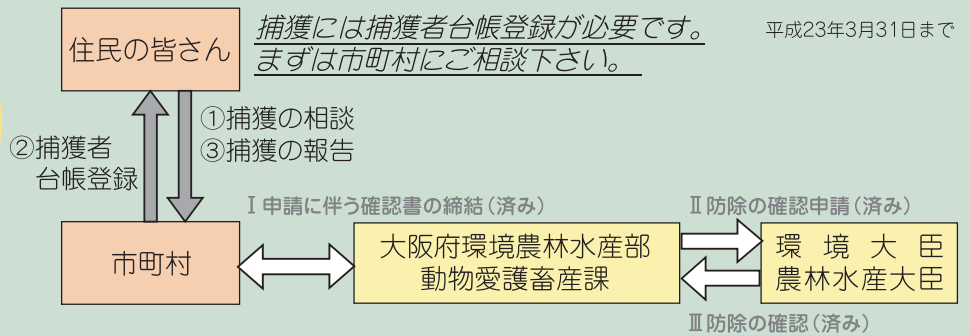 住民の皆さん
捕獲には捕獲者台帳登録が必要です。
まずは市町村にご相談下さい。
平成23年3月31日まで
①捕獲の相談
③捕獲の報告
②捕獲者
台帳登録
Ⅰ 申請に伴う確認書の締結（済み）
Ⅱ 防除の確認申請（済み）
市町村
大阪府環境農林水産部
動物愛護畜産課
環境大臣
農林水産大臣
Ⅲ 防除の確認（済み）